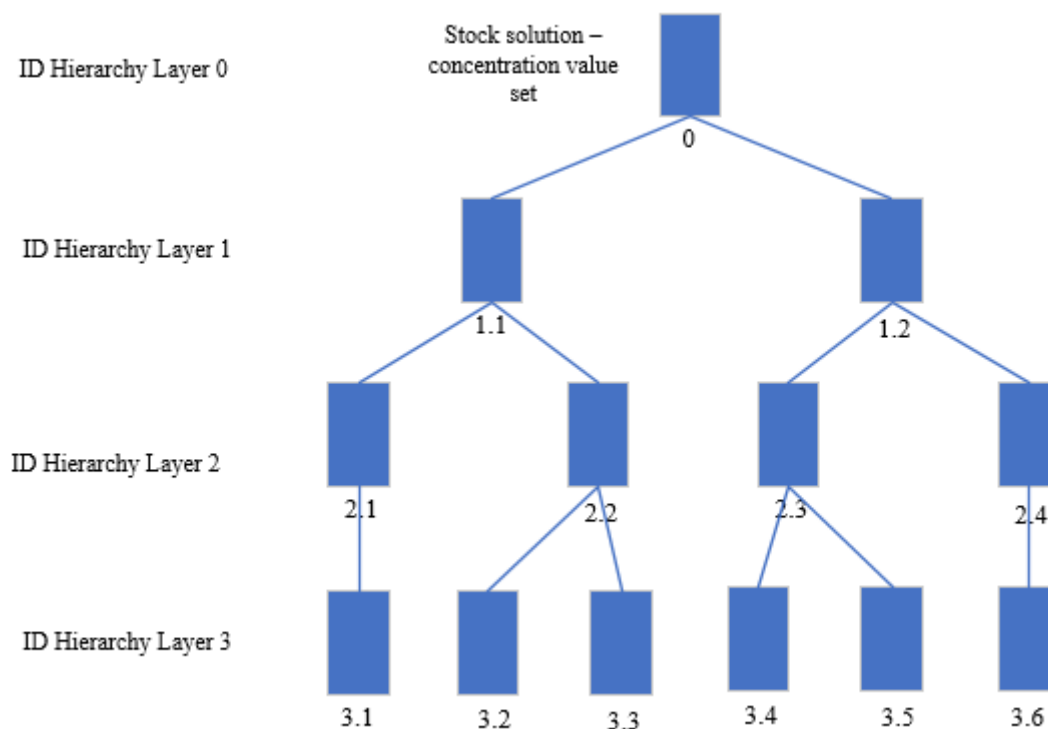 Stock solution –
concentration value
set
ID Hierarchy Layer 0
0
ID Hierarchy Layer 1
1.1
1.2
ID Hierarchy Layer 2
2.1
2.2
2.3
2.4
ID Hierarchy Layer 3
3.1
3.2
3.3
3.4
3.5
3.6